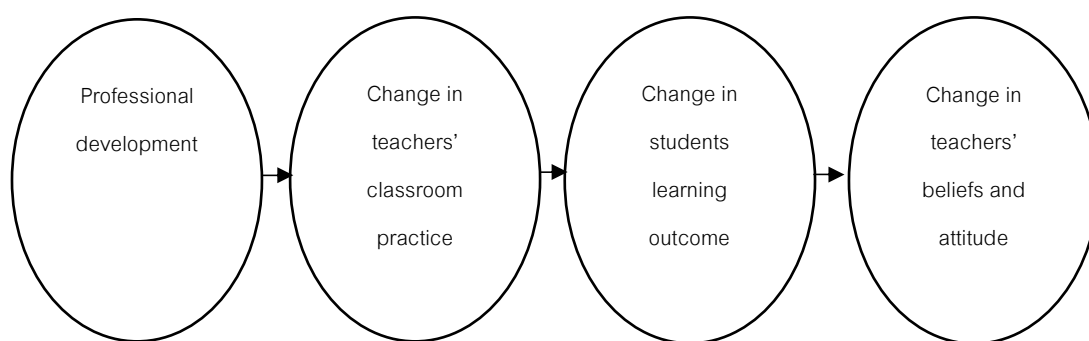 Professional
development
Change in
teachers’
classroom
practice
Change in
students
learning
outcome
Change in
teachers’
beliefs and
attitude